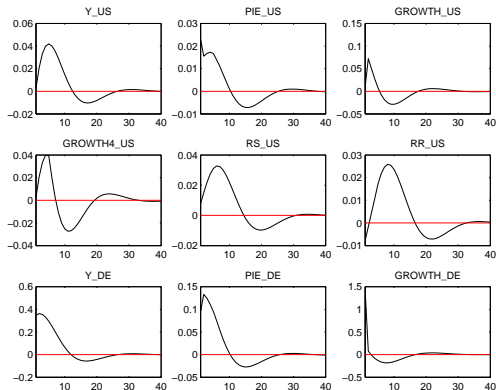 Y_US PIE_US GROWTH_US
0.06 0.03 0.15
0.04 0.02 0.1
0.02 0.01 0.05
0 0 0
−0.02 −0.01 −0.05
10 20 30 40 10 20 30 40 10 20 30 40
GROWTH4_US RS_US RR_US
0.04 0.04 0.03
0.02 0.02 0.02
0 0.01
−0.02 0 0
−0.04 −0.02 −0.01
10 20 30 40 10 20 30 40 10 20 30 40
Y_DE PIE_DE GROWTH_DE
0.6 0.15 1.5
0.4 0.1 1
0.2 0.05 0.5
0 0 0
−0.2 −0.05 −0.5
10 20 30 40 10 20 30 40 10 20 30 40